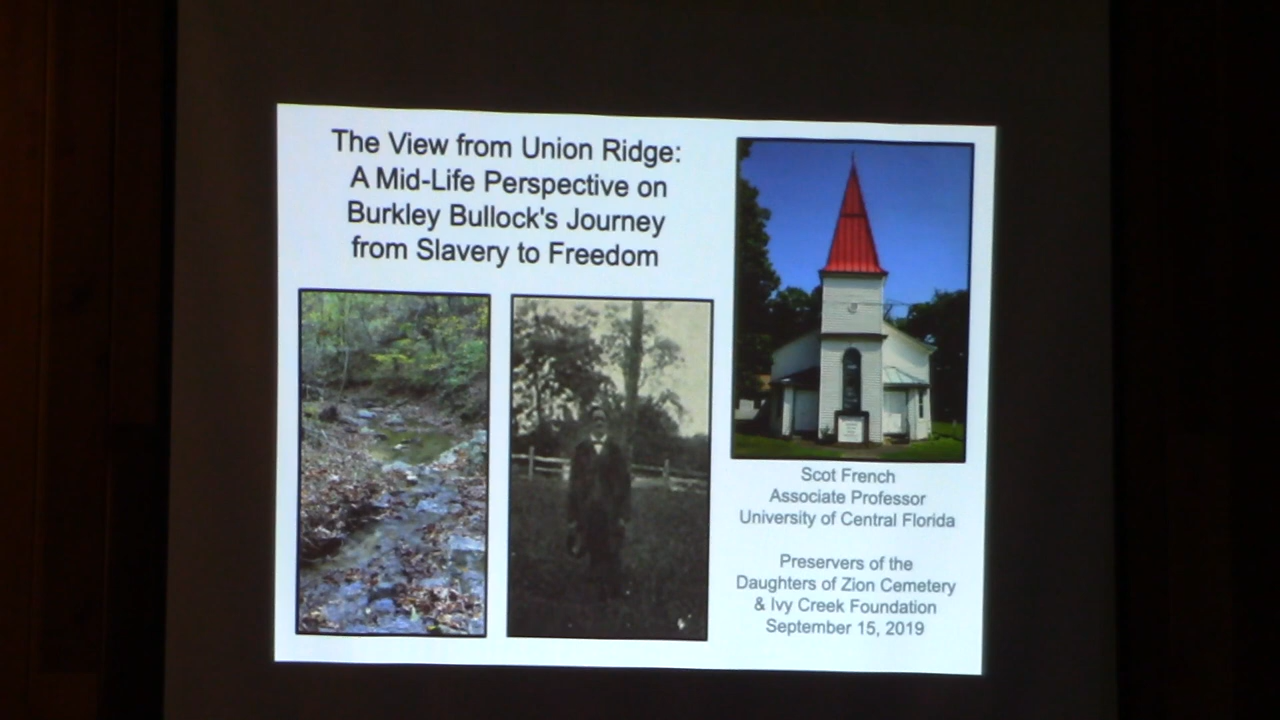 The View from Union Ridge:
A Mid-Life Perspective on
Burkley Bullock's Journey
from Slavery to Freedom
Scot French
Associate Professor
University of Central Florida
Preservers of the
Daughters of Zion Cemetery
& Ivy Creek Foundation
September 15, 2019